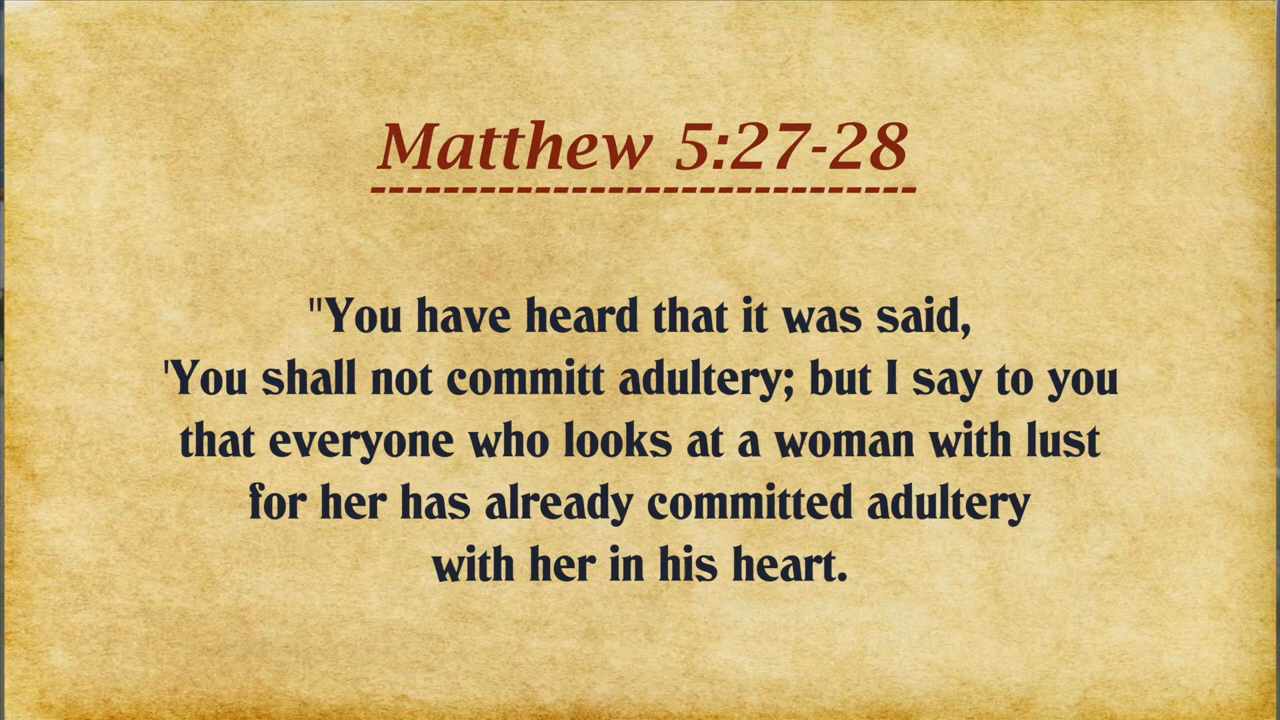 Matthew 5:27-28
"You have heard that it was said,
'You shall not committ adultery; but I say to you
that everyone who looks at a woman with lust
for her has already committed adultery
with her in his heart.